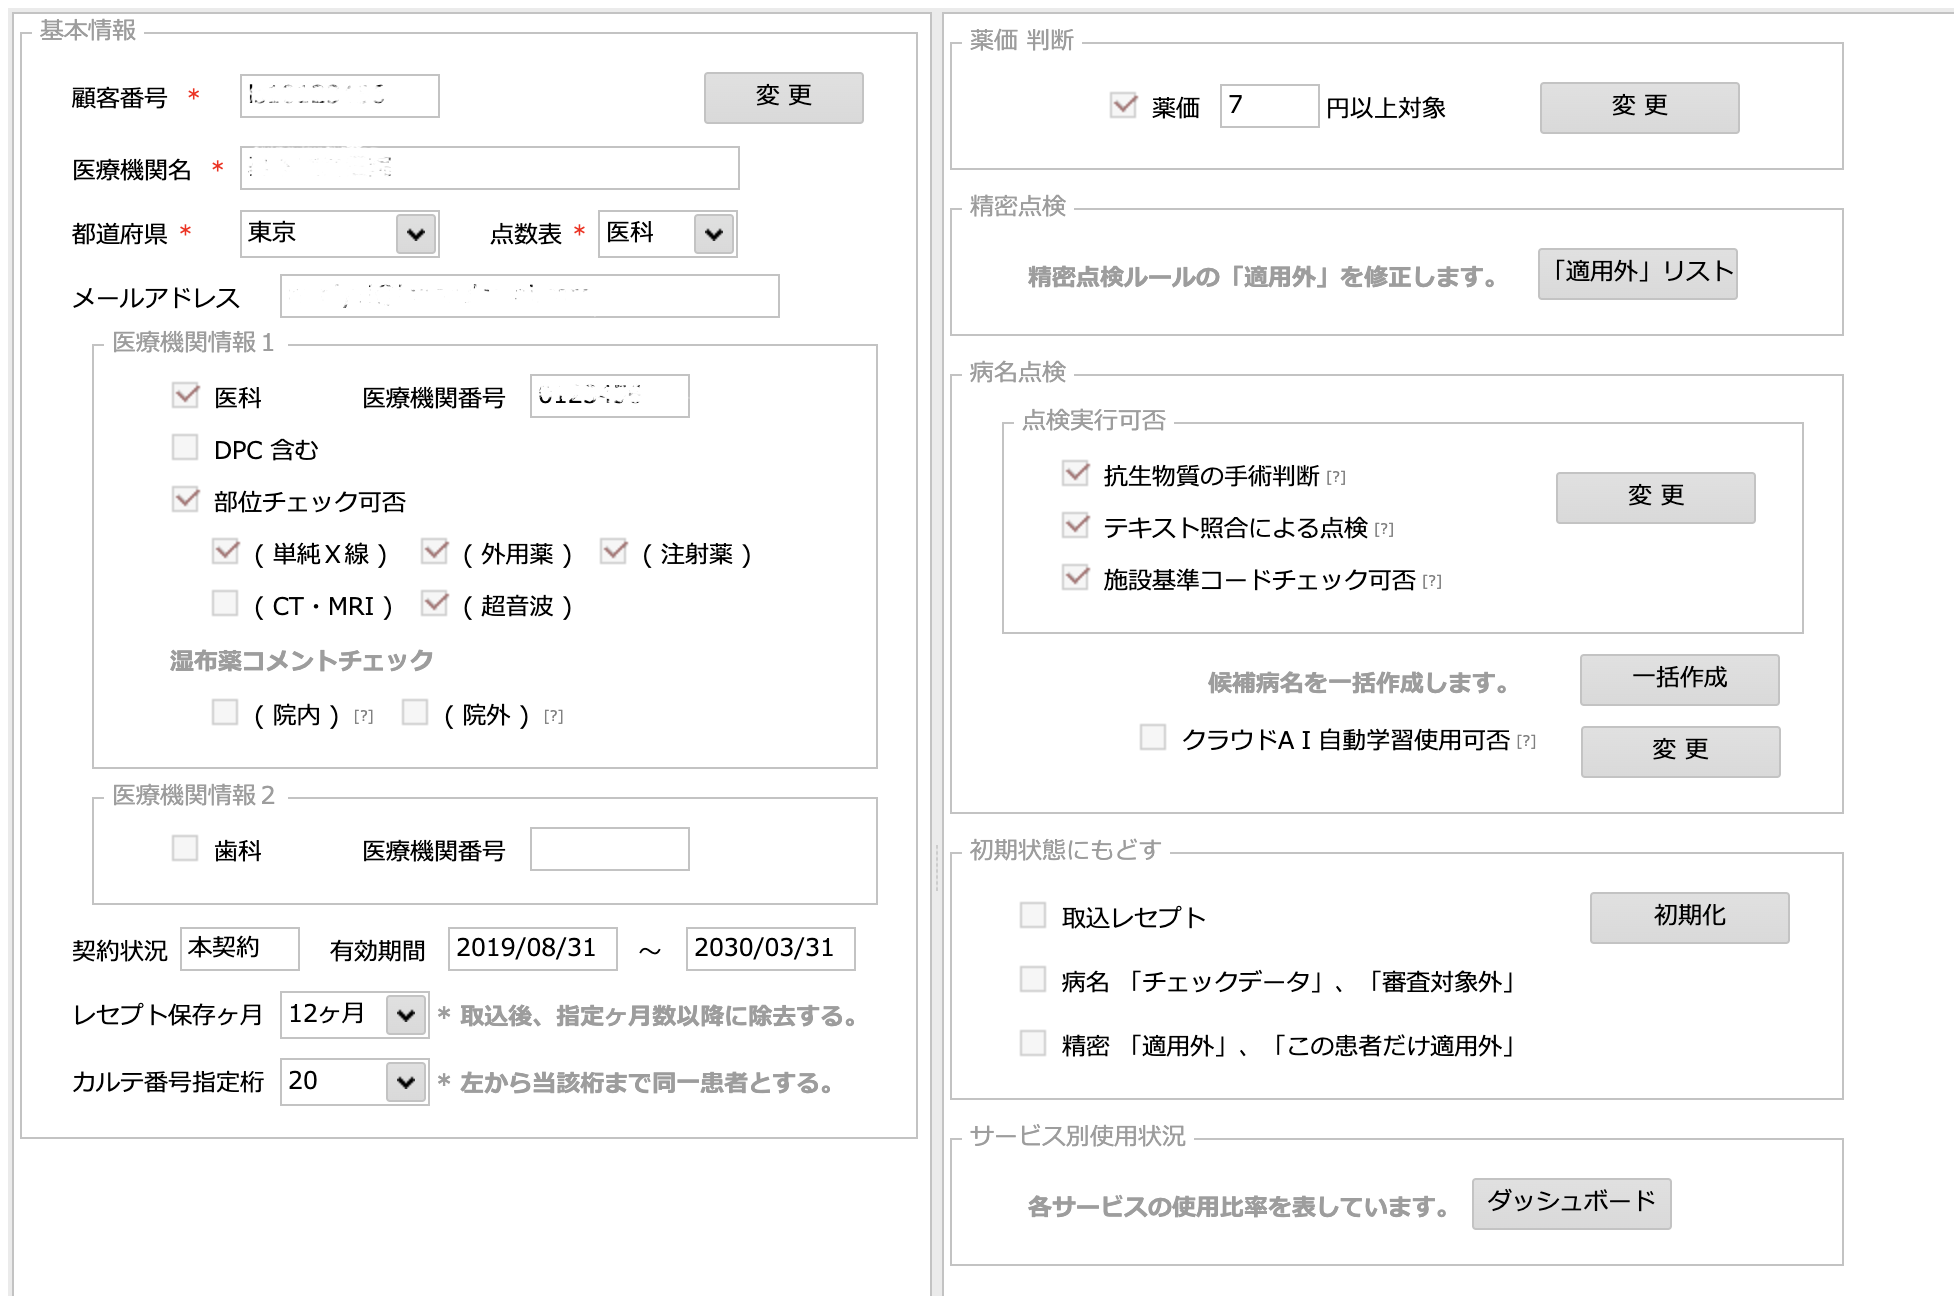 基本情報
顧客番号 *
変 更
医療機関名 *
都道府県 * 東京 点数表 * 医科
メールアドレス
医療機関情報１
医科 医療機関番号
DPC 含む
部位チェック可否
( 単純Ｘ線 ) ( 外用薬 ) ( 注射薬 )
( CT・MRI ) ( 超音波 )
湿布薬コメントチェック
( 院内 ) [?] ( 院外 ) [?]
医療機関情報２
歯科 医療機関番号
契約状況 本契約 有効期間 2019/08/31 ～ 2030/03/31
レセプト保存ヶ月 12ヶ月 * 取込後、指定ヶ月数以降に除去する。
カルテ番号指定桁 20 * 左から当該桁まで同一患者とする。
薬価 判断
薬価 7 円以上対象 変 更
精密点検
精密点検ルールの「適用外」を修正します。 「適用外」リスト
病名点検
点検実行可否
抗生物質の手術判断 [?]
変 更
テキスト照合による点検 [?]
施設基準コードチェック可否 [?]
候補病名を一括作成します。 一括作成
クラウドAＩ自動学習使用可否 [?] 変 更
初期状態にもどす
取込レセプト 初期化
病名 「チェックデータ」、「審査対象外」
精密 「適用外」、「この患者だけ適用外」
サービス別使用状況
各サービスの使用比率を表しています。 ダッシュボード